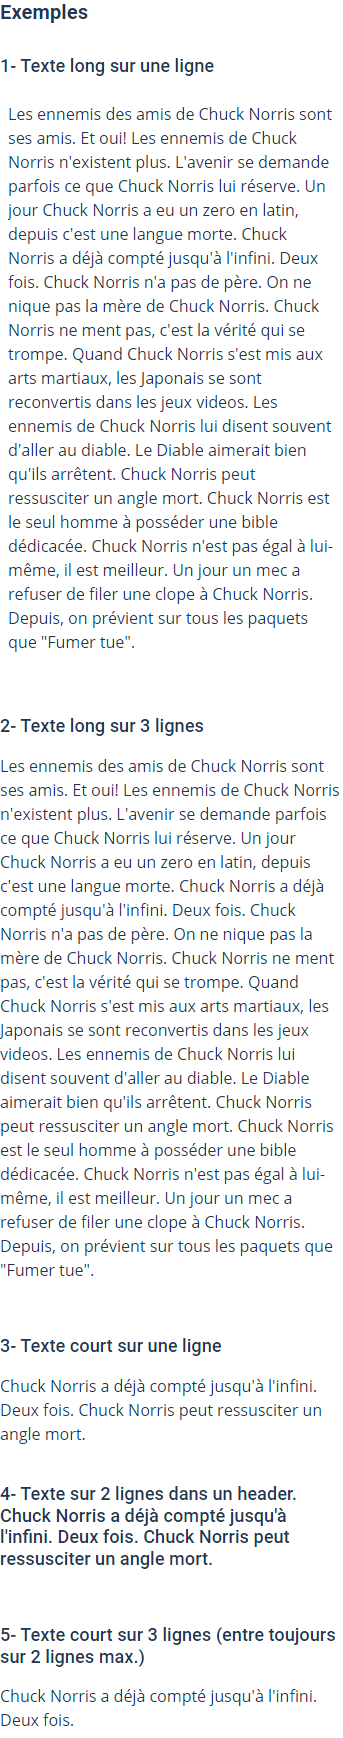 Exemples
1- Texte long sur une ligne
Les ennemis des amis de Chuck Norris sont
ses amis. Et oui! Les ennemis de Chuck
Norris n'existent plus. L'avenir se demande
parfois ce que Chuck Norris lui réserve. Un
jour Chuck Norris a eu un zero en latin,
depuis c'est une langue morte. Chuck
Norris a déjà compté jusqu'à l'infini. Deux
fois. Chuck Norris n'a pas de père. On ne
nique pas la mère de Chuck Norris. Chuck
Norris ne ment pas, c'est la vérité qui se
trompe. Quand Chuck Norris s'est mis aux
arts martiaux, les Japonais se sont
reconvertis dans les jeux videos. Les
ennemis de Chuck Norris lui disent souvent
d'aller au diable. Le Diable aimerait bien
qu'ils arrêtent. Chuck Norris peut
ressusciter un angle mort. Chuck Norris est
le seul homme à posséder une bible
dédicacée. Chuck Norris n'est pas égal à lui-
même, il est meilleur. Un jour un mec a
refuser de filer une clope à Chuck Norris.
Depuis, on prévient sur tous les paquets
que "Fumer tue".
2- Texte long sur 3 lignes
Les ennemis des amis de Chuck Norris sont
ses amis. Et oui! Les ennemis de Chuck Norris
n'existent plus. L'avenir se demande parfois
ce que Chuck Norris lui réserve. Un jour
Chuck Norris a eu un zero en latin, depuis
c'est une langue morte. Chuck Norris a déjà
compté jusqu'à l'infini. Deux fois. Chuck
Norris n'a pas de père. On ne nique pas la
mère de Chuck Norris. Chuck Norris ne ment
pas, c'est la vérité qui se trompe. Quand
Chuck Norris s'est mis aux arts martiaux, les
Japonais se sont reconvertis dans les jeux
videos. Les ennemis de Chuck Norris lui
disent souvent d'aller au diable. Le Diable
aimerait bien qu'ils arrêtent. Chuck Norris
peut ressusciter un angle mort. Chuck Norris
est le seul homme à posséder une bible
dédicacée. Chuck Norris n'est pas égal à lui-
même, il est meilleur. Un jour un mec a
refuser de filer une clope à Chuck Norris.
Depuis, on prévient sur tous les paquets que
"Fumer tue".
3- Texte court sur une ligne
Chuck Norris a déjà compté jusqu'à l'infini.
Deux fois. Chuck Norris peut ressusciter un
angle mort.
4- Texte sur 2 lignes dans un header.
Chuck Norris a déjà compté jusqu'à
l'infini. Deux fois. Chuck Norris peut
ressusciter un angle mort.
5- Texte court sur 3 lignes (entre toujours
sur 2 lignes max.)
Chuck Norris a déjà compté jusqu'à l'infini.
Deux fois.